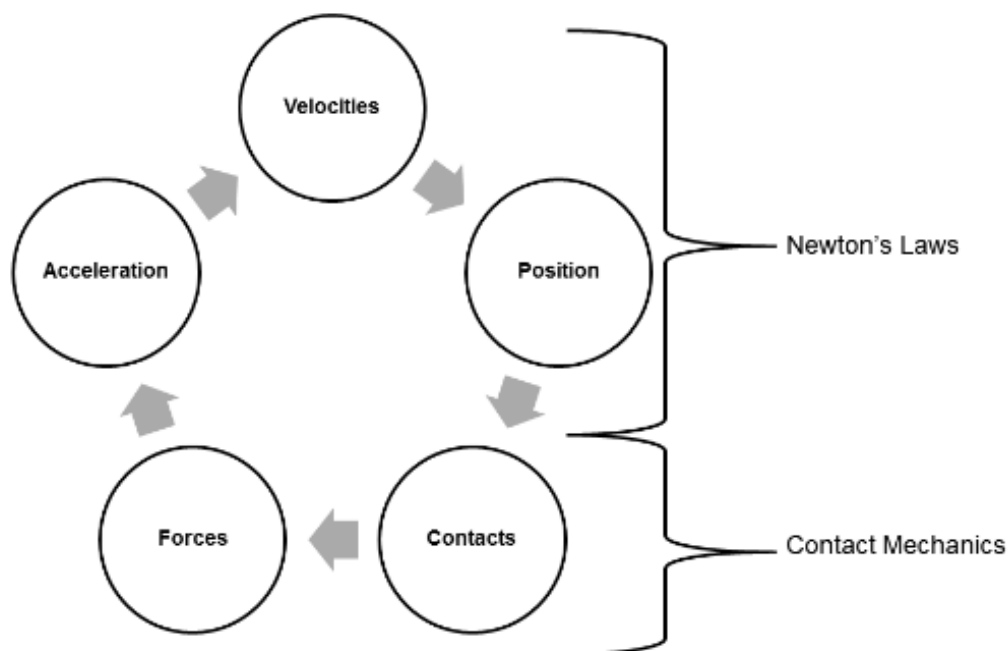 Velocities
Acceleration
Position
Newton's Laws
Forces
Contacts
Contact Mechanics